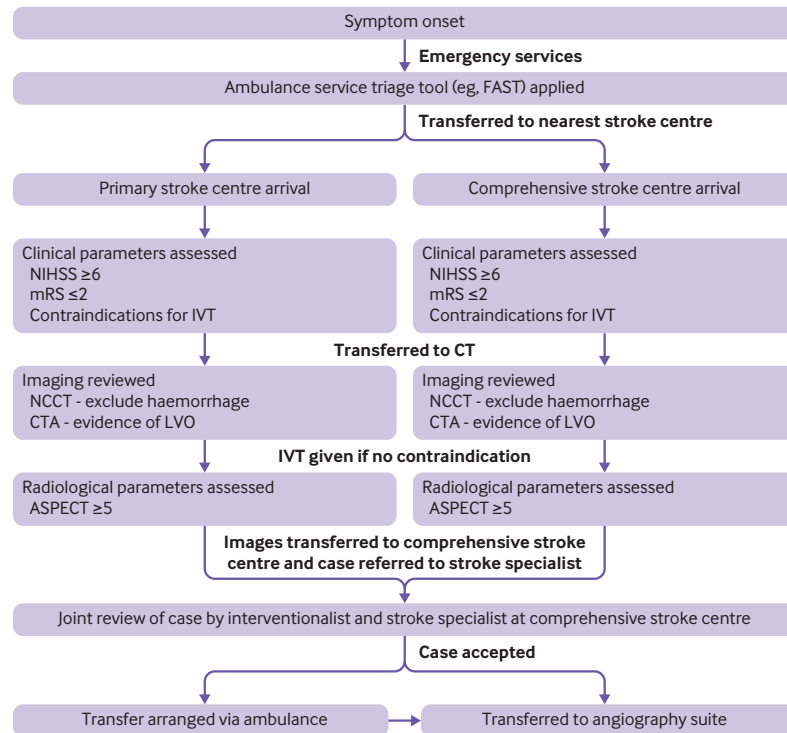 Symptom onset
Emergency services
Ambulance service triage tool (eg, FAST) applied
Transferred to nearest stroke centre
Primary stroke centre arrival
Comprehensive stroke centre arrival
Clinical parameters assessed
NIHSS ≥6
mRS ≤2
Contraindications for IVT
Clinical parameters assessed
NIHSS ≥6
mRS ≤2
Contraindications for IVT
Transferred to CT
Imaging reviewed
NCCT - exclude haemorrhage
CTA - evidence of LVO
Imaging reviewed
NCCT - exclude haemorrhage
CTA - evidence of LVO
IVT given if no contraindication
Radiological parameters assessed
ASPECT ≥5
Radiological parameters assessed
ASPECT ≥5
Images transferred to comprehensive stroke
centre and case referred to stroke specialist
Joint review of case by interventionalist and stroke specialist at comprehensive stroke centre
Case accepted
Transfer arranged via ambulance
Transferred to angiography suite